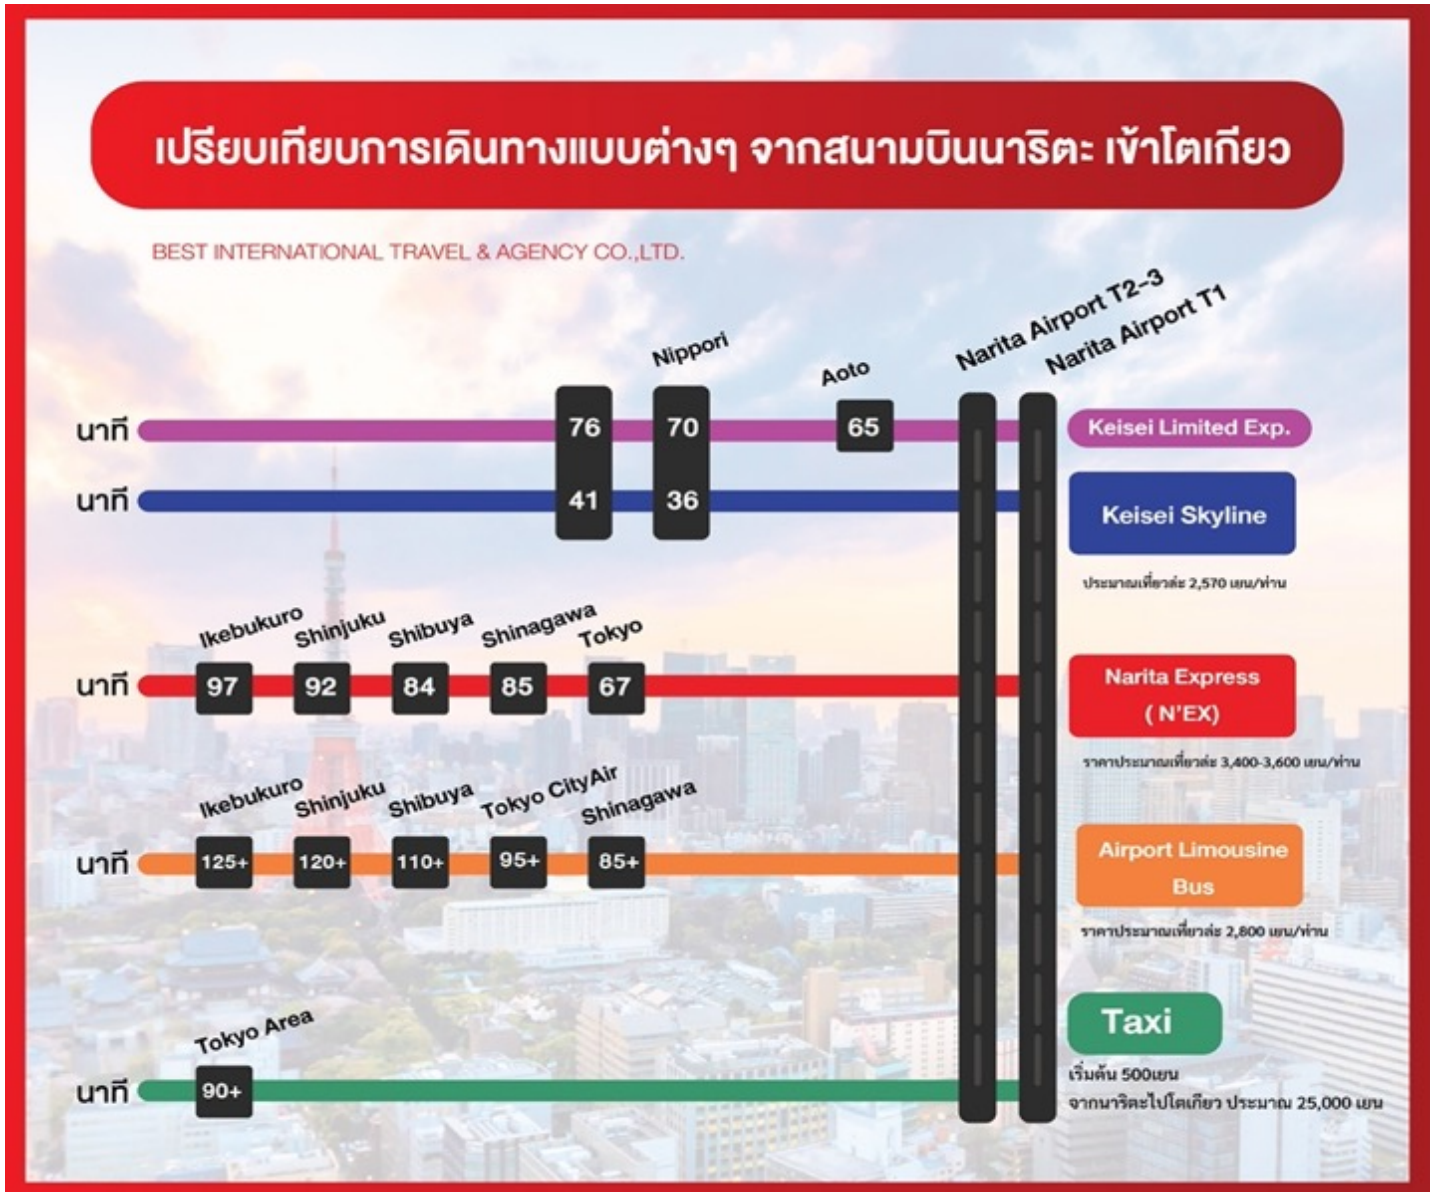 เปรียบเทียบการเดินทางแบบต่างๆ จากสนามบินนาริตะ เข้าโตเกียว
BEST INTERNATIONAL TRAVEL & AGENCY CO.,LTD.
Narita Airport T2-3
Narita Airport T1
Nippori
Aoto
นาที 76 70 65 Keisei Limited Exp.
นาที 41 36 Keisei Skyline
ประมาณเที่ยวล่ะ 2,570 เยน/ท่าน
Ikebukuro Shinjuku Shibuya Shinagawa Tokyo
นาที 97 92 84 85 67
Narita Express
( N'EX)
ราคาประมาณเที่ยวล่ะ 3,400-3,600 เยน/ท่าน
Ikebukuro Shinjuku Shibuya Tokyo CityAir Shinagawa
นาที 125+ 120+ 110+ 95+ 85+
Airport Limousine
Bus
ราคาประมาณเที่ยวล่ะ 2,800 เยน/ท่าน
Tokyo Area
นาที 90+
Taxi
เริ่มต้น 500เยน
จากนาริตะไปโตเกียว ประมาณ 25,000 เยน